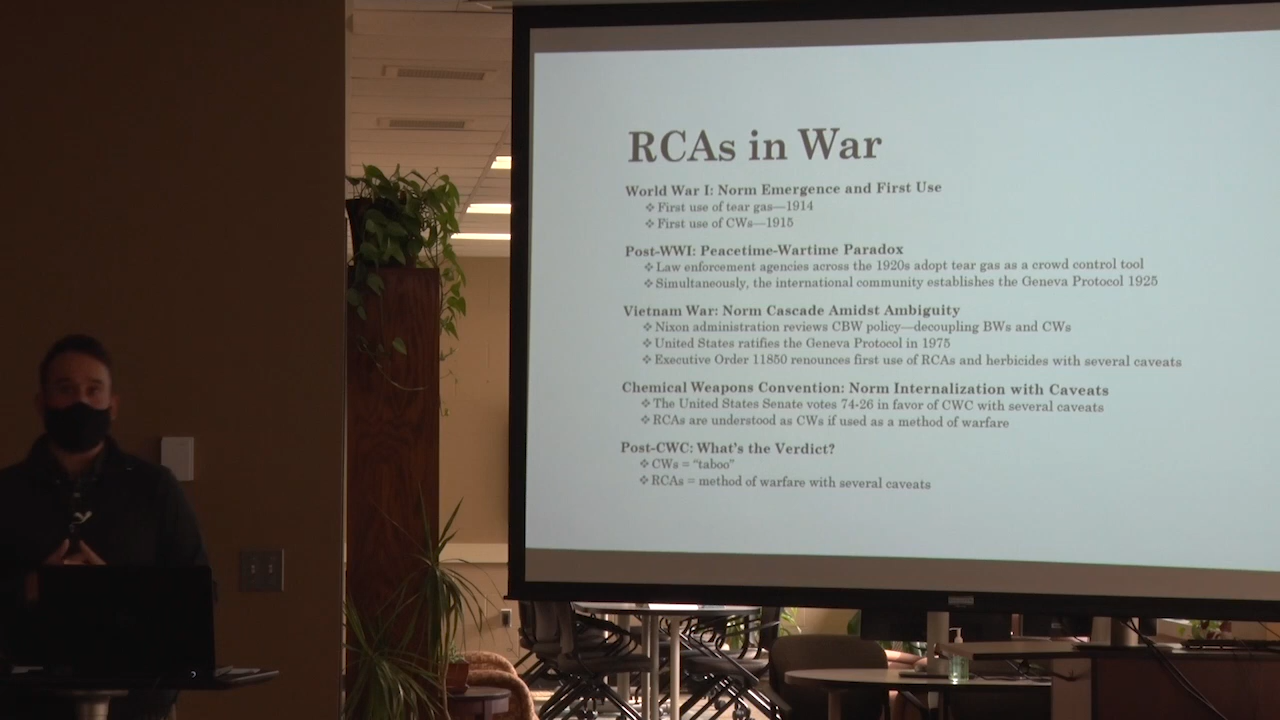 RCAs in War
World War I: Norm Emergence and First Use
❖ First use of tear gas—1914
❖ First use of CWs—1915
Post-WWI: Peacetime-Wartime Paradox
❖ Law enforcement agencies across the 1920s adopt tear gas as a crowd control tool
❖ Simultaneously, the international community establishes the Geneva Protocol 1925
Vietnam War: Norm Cascade Amidst Ambiguity
❖ Nixon administration reviews CBW policy—decoupling BWs and CWs
❖ United States ratifies the Geneva Protocol in 1975
❖ Executive Order 11850 renounces first use of RCAs and herbicides with several caveats
Chemical Weapons Convention: Norm Internalization with Caveats
❖ The United States Senate votes 74-26 in favor of CWC with several caveats
❖ RCAs are understood as CWs if used as a method of warfare
Post-CWC: What's the Verdict?
❖ CWs = "taboo"
❖ RCAs = method of warfare with several caveats